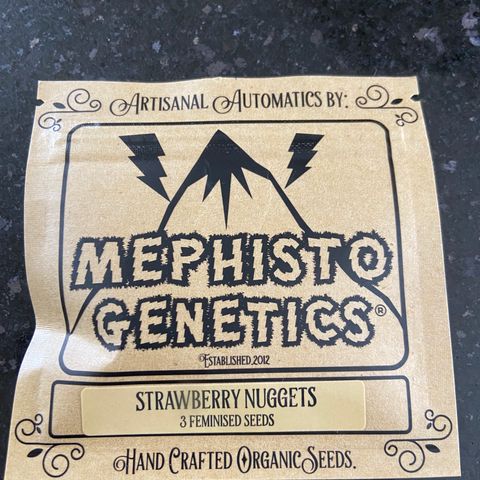 ARTISANAL AUTOMATICS BY:
MEPHISTO
GENETICS®
©ESTABLISHED, 2012
STRAWBERRY NUGGETS
3 FEMINISED SEEDS
HAND CRAFTED ORGANIC SEEDS.